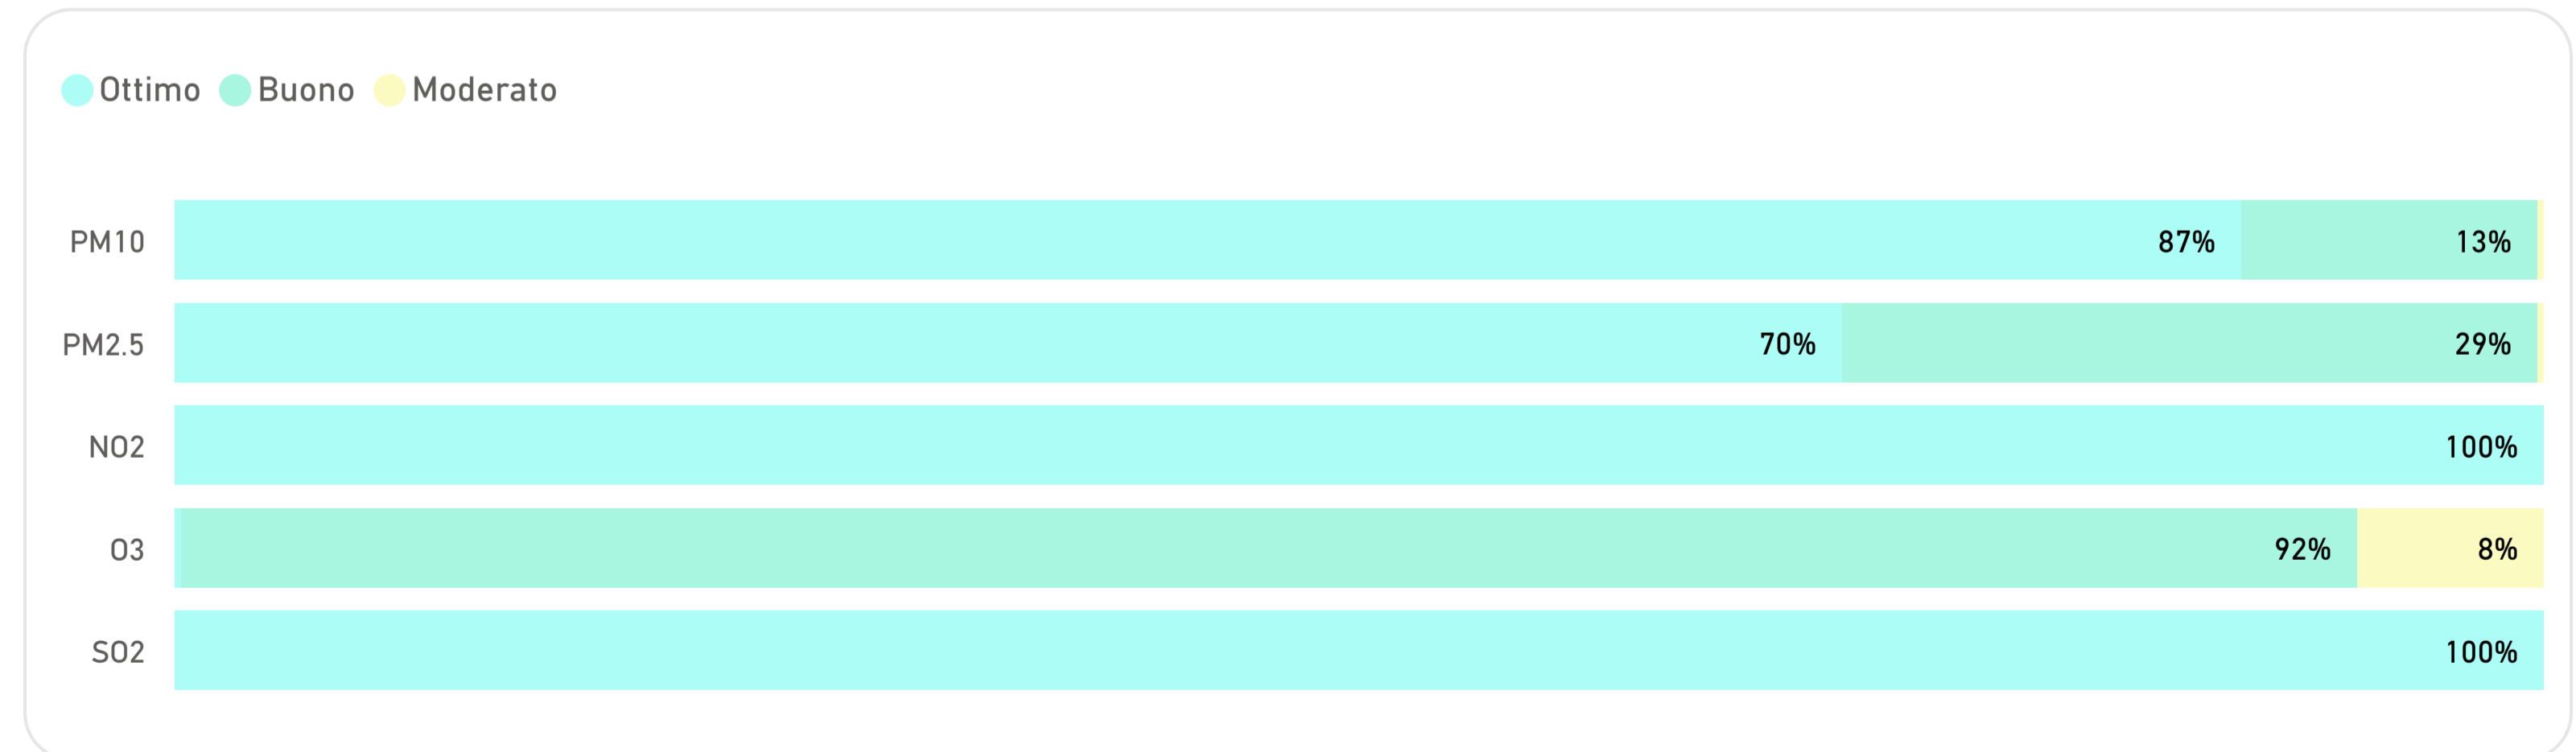 Ottimo Buono Moderato
PM10 87% 13%
PM2.5 70% 29%
NO2 100%
O3 92% 8%
SO2 100%